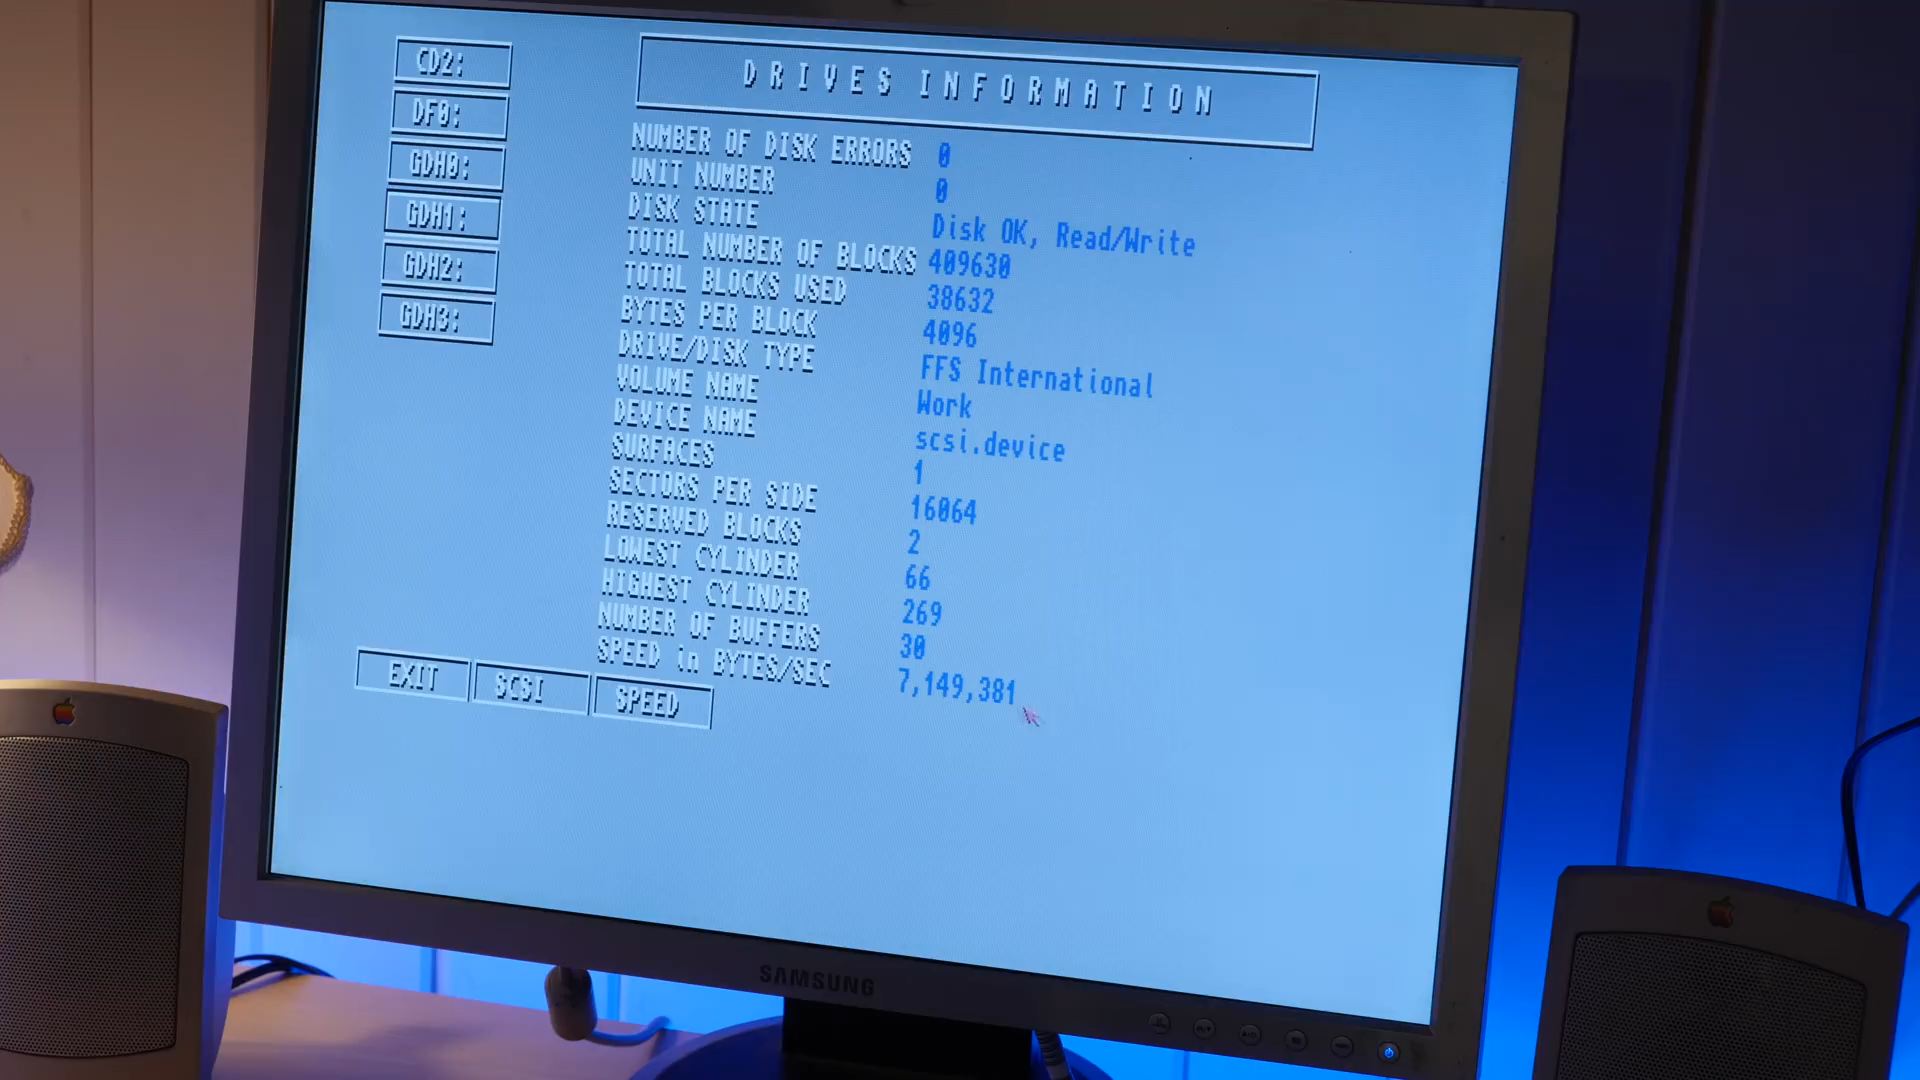 CD2:
DF0:
GDH0:
GDH1:
GDH2:
GDH3:
DRIVES INFORMATION
NUMBER OF DISK ERRORS 0
UNIT NUMBER 0
DISK STATE Disk OK, Read/Write
TOTAL NUMBER OF BLOCKS 409630
TOTAL BLOCKS USED 38632
BYTES PER BLOCK 4096
DRIVE/DISK TYPE FFS International
VOLUME NAME Work
DEVICE NAME scsi.device
SURFACES 1
SECTORS PER SIDE 16064
RESERVED BLOCKS 2
LOWEST CYLINDER 66
HIGHEST CYLINDER 269
NUMBER OF BUFFERS 30
SPEED in BYTES/SEC 7,149,381
EXIT SCSI SPEED
SAMSUNG